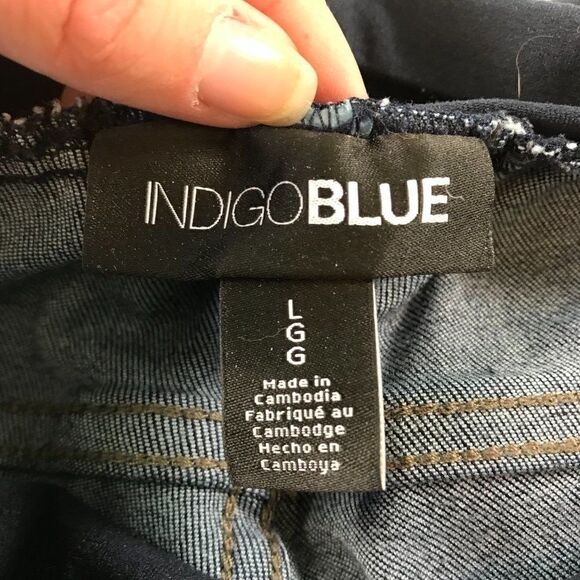 INDIGOBLUE
L
G
G
Made in
Cambodia
Fabriqué au
Cambodge
Hecho en
Camboya